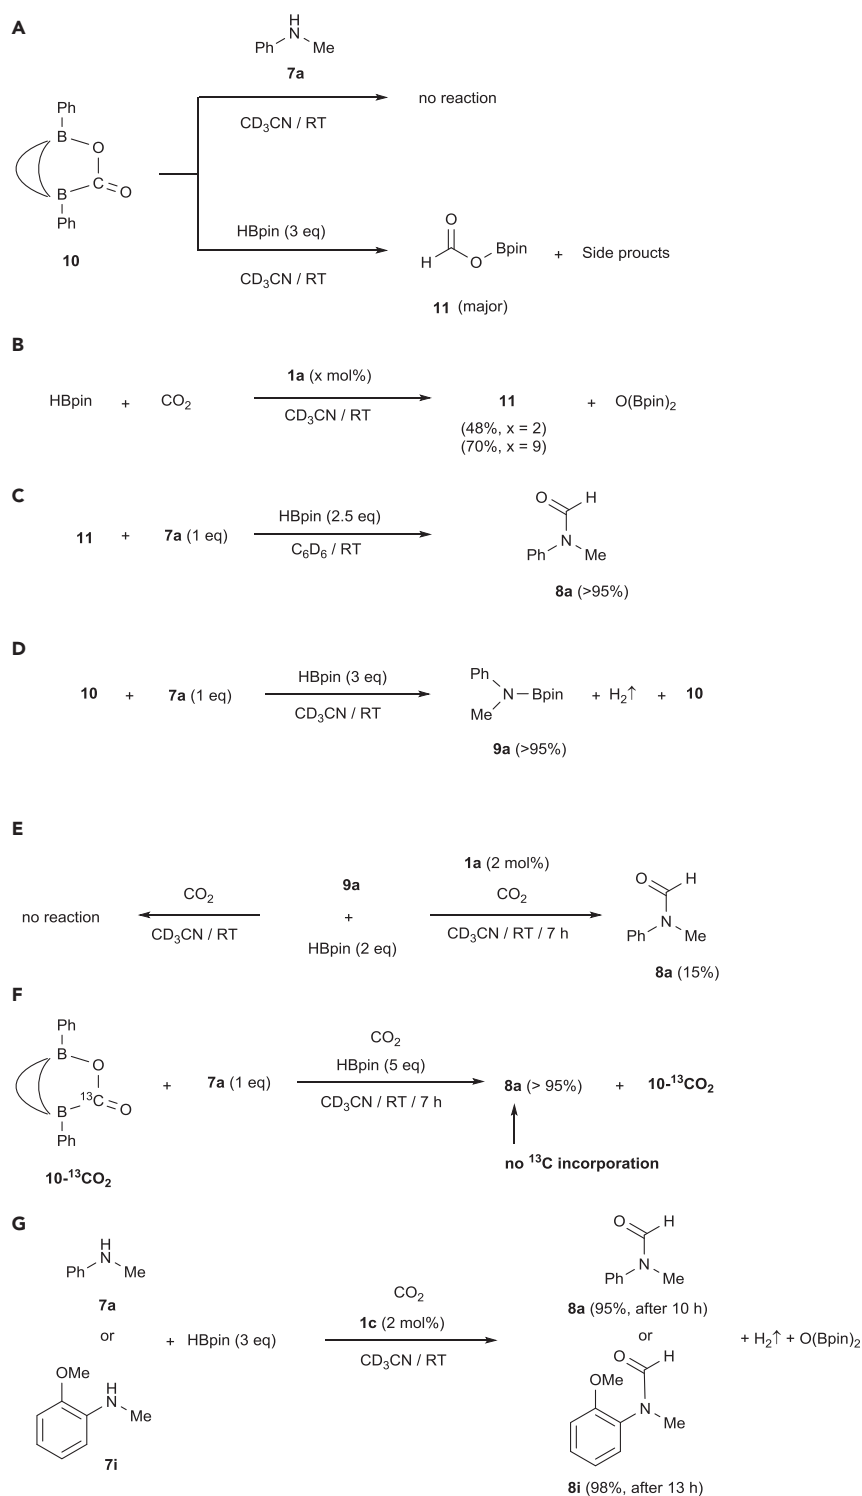 A
H
Ph N Me
7a
CD3CN / RT
no reaction
Ph
B O
C
B O
Ph
10
HBpin (3 eq)
CD3CN / RT
O
H O Bpin
11 (major)
+ Side proucts
B
HBpin + CO2
1a (x mol%)
CD3CN / RT
11 + O(Bpin)2
(48%, x = 2)
(70%, x = 9)
C
11 + 7a (1 eq)
HBpin (2.5 eq)
C6D6 / RT
O H
N
Ph Me
8a (>95%)
D
10 + 7a (1 eq)
HBpin (3 eq)
CD3CN / RT
Ph
N Bpin
Me
+ H2↑ + 10
9a (>95%)
E
no reaction
CO2
CD3CN / RT
9a
+
HBpin (2 eq)
1a (2 mol%)
CO2
CD3CN / RT / 7 h
O H
N
Ph Me
8a (15%)
F
Ph
B O
B 13C O
Ph
10-13CO2
+ 7a (1 eq)
CO2
HBpin (5 eq)
CD3CN / RT / 7 h
8a (> 95%) + 10-13CO2
no 13C incorporation
G
H
Ph N Me
7a
or
OMe
H
N Me
7i
+ HBpin (3 eq)
CO2
1c (2 mol%)
CD3CN / RT
O H
N
Ph Me
8a (95%, after 10 h)
or
O H
OMe
N Me
8i (98%, after 13 h)
+ H2↑ + O(Bpin)2